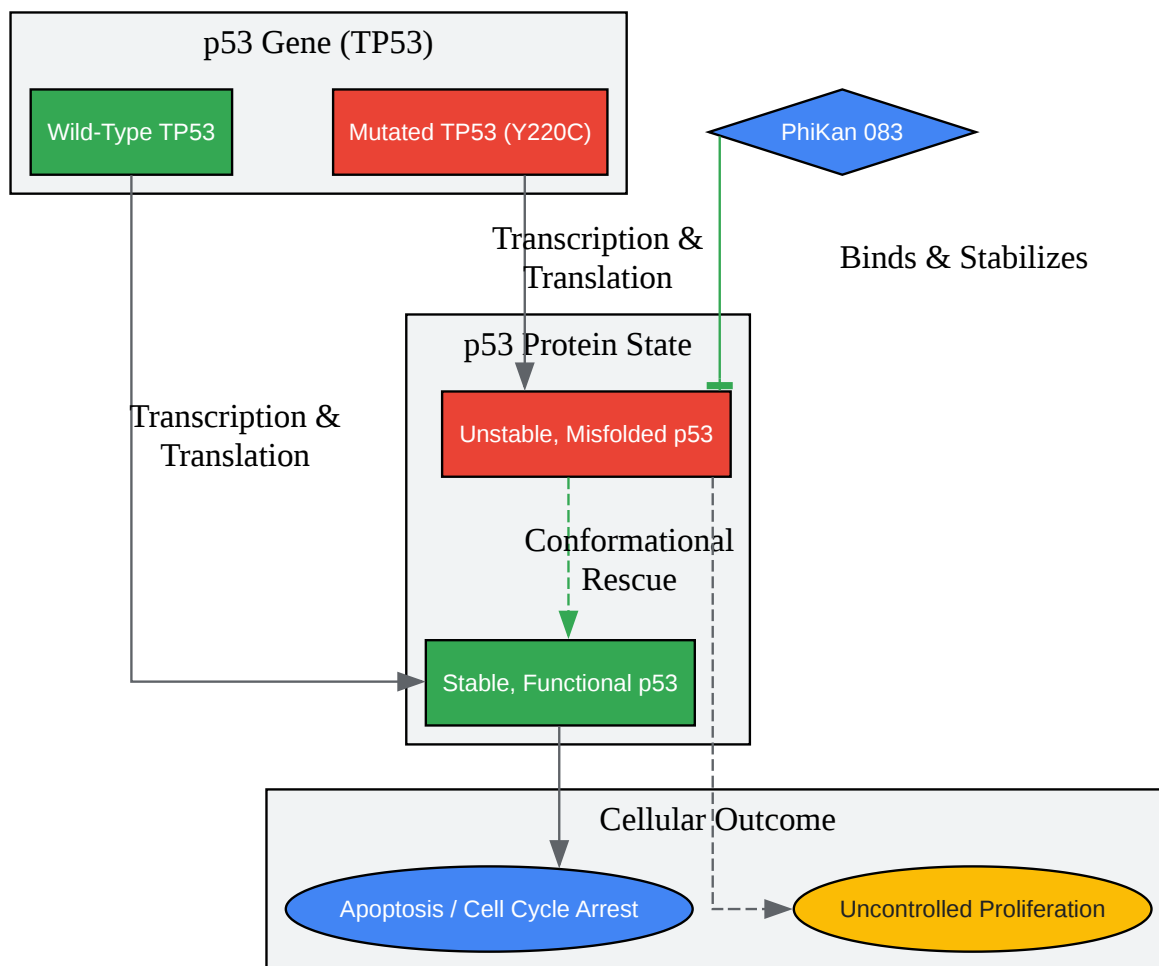 p53 Gene (TP53)
Wild-Type TP53
Mutated TP53 (Y220C)
PhiKan 083
Transcription &
Translation
Binds & Stabilizes
p53 Protein State
Transcription &
Translation
Unstable, Misfolded p53
Conformational
Rescue
Stable, Functional p53
Cellular Outcome
Apoptosis / Cell Cycle Arrest
Uncontrolled Proliferation